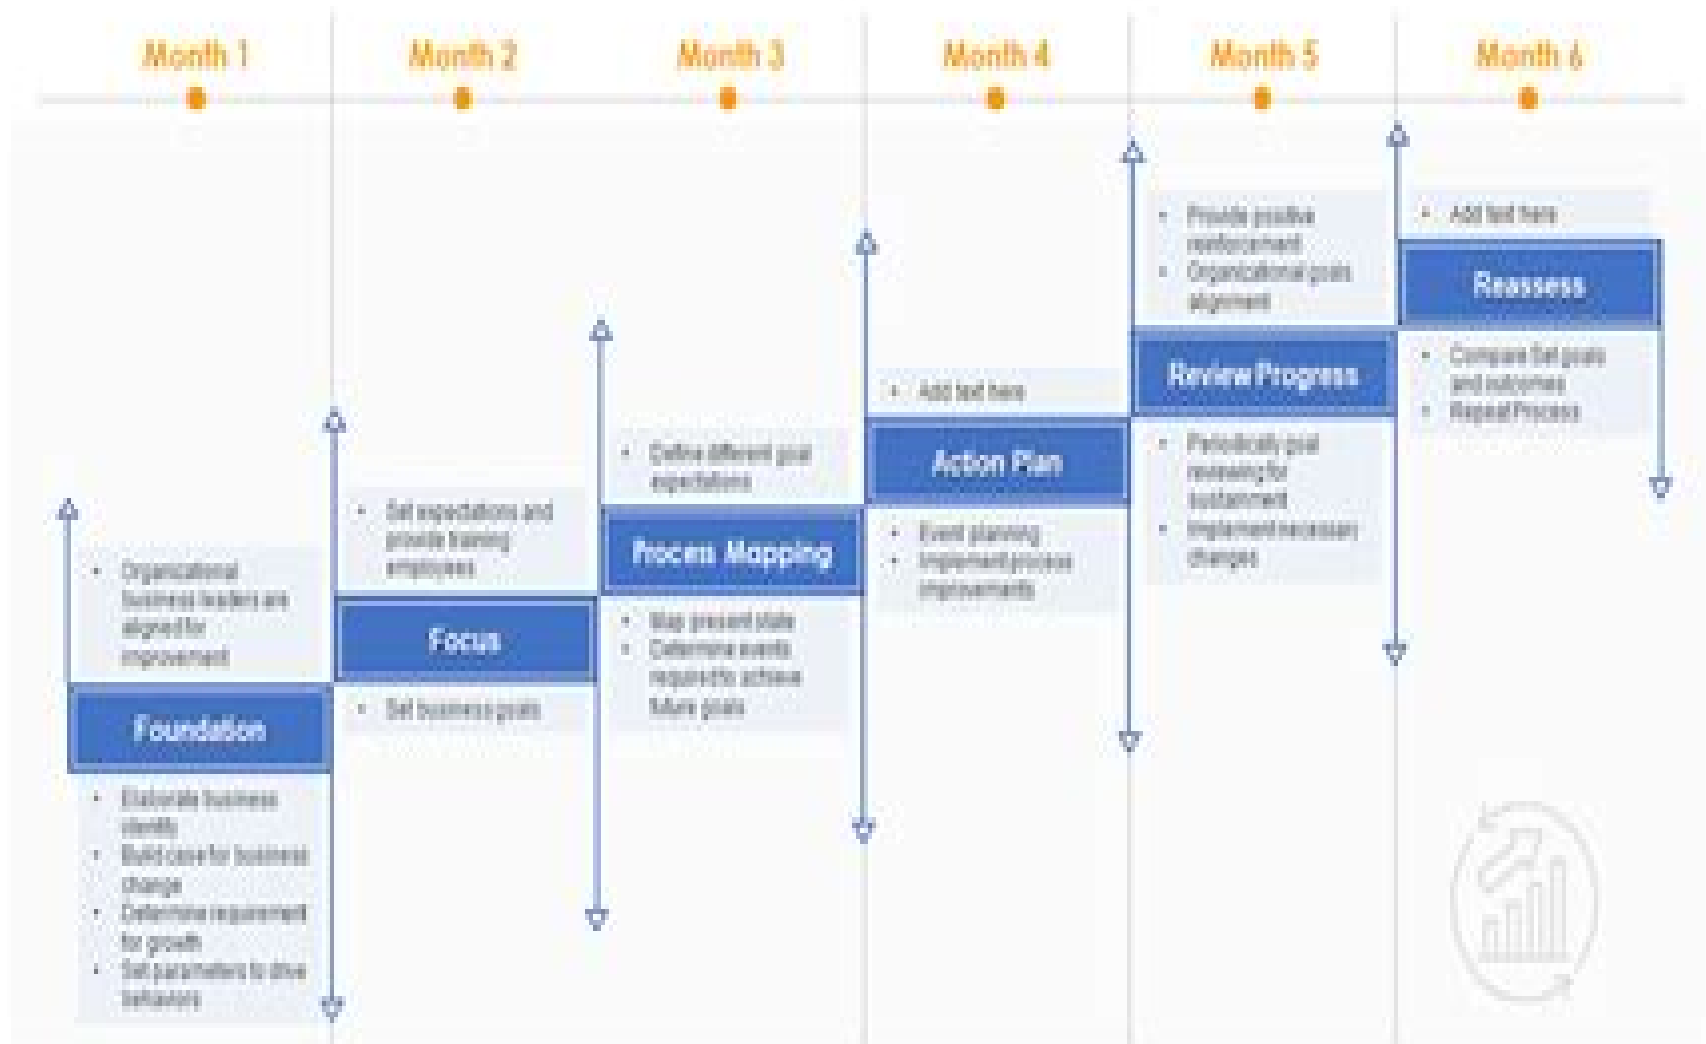 Month 1
Month 2
Month 3
Month 4
Month 5
Month 6
• Organizational
business leaders are
aligned for
improvement
Foundation
• Elaborate business
identity
• Build case for business
change
• Determine requirement
for growth
• Set parameters to drive
behaviors
• Set expectations and
provide training
employees
Focus
• Set business goals
• Define different goal
expectations
Process Mapping
• Map present state
• Determine events
required to achieve
future goals
• Add text here
Action Plan
• Event planning
• Implement process
improvements
• Provide positive
reinforcement
• Organizational goals
alignment
Review Progress
• Periodically goal
reviewing for
sustainment
• Implement necessary
changes
• Add text here
Reassess
• Compare Set goals
and outcomes
• Repeat Process